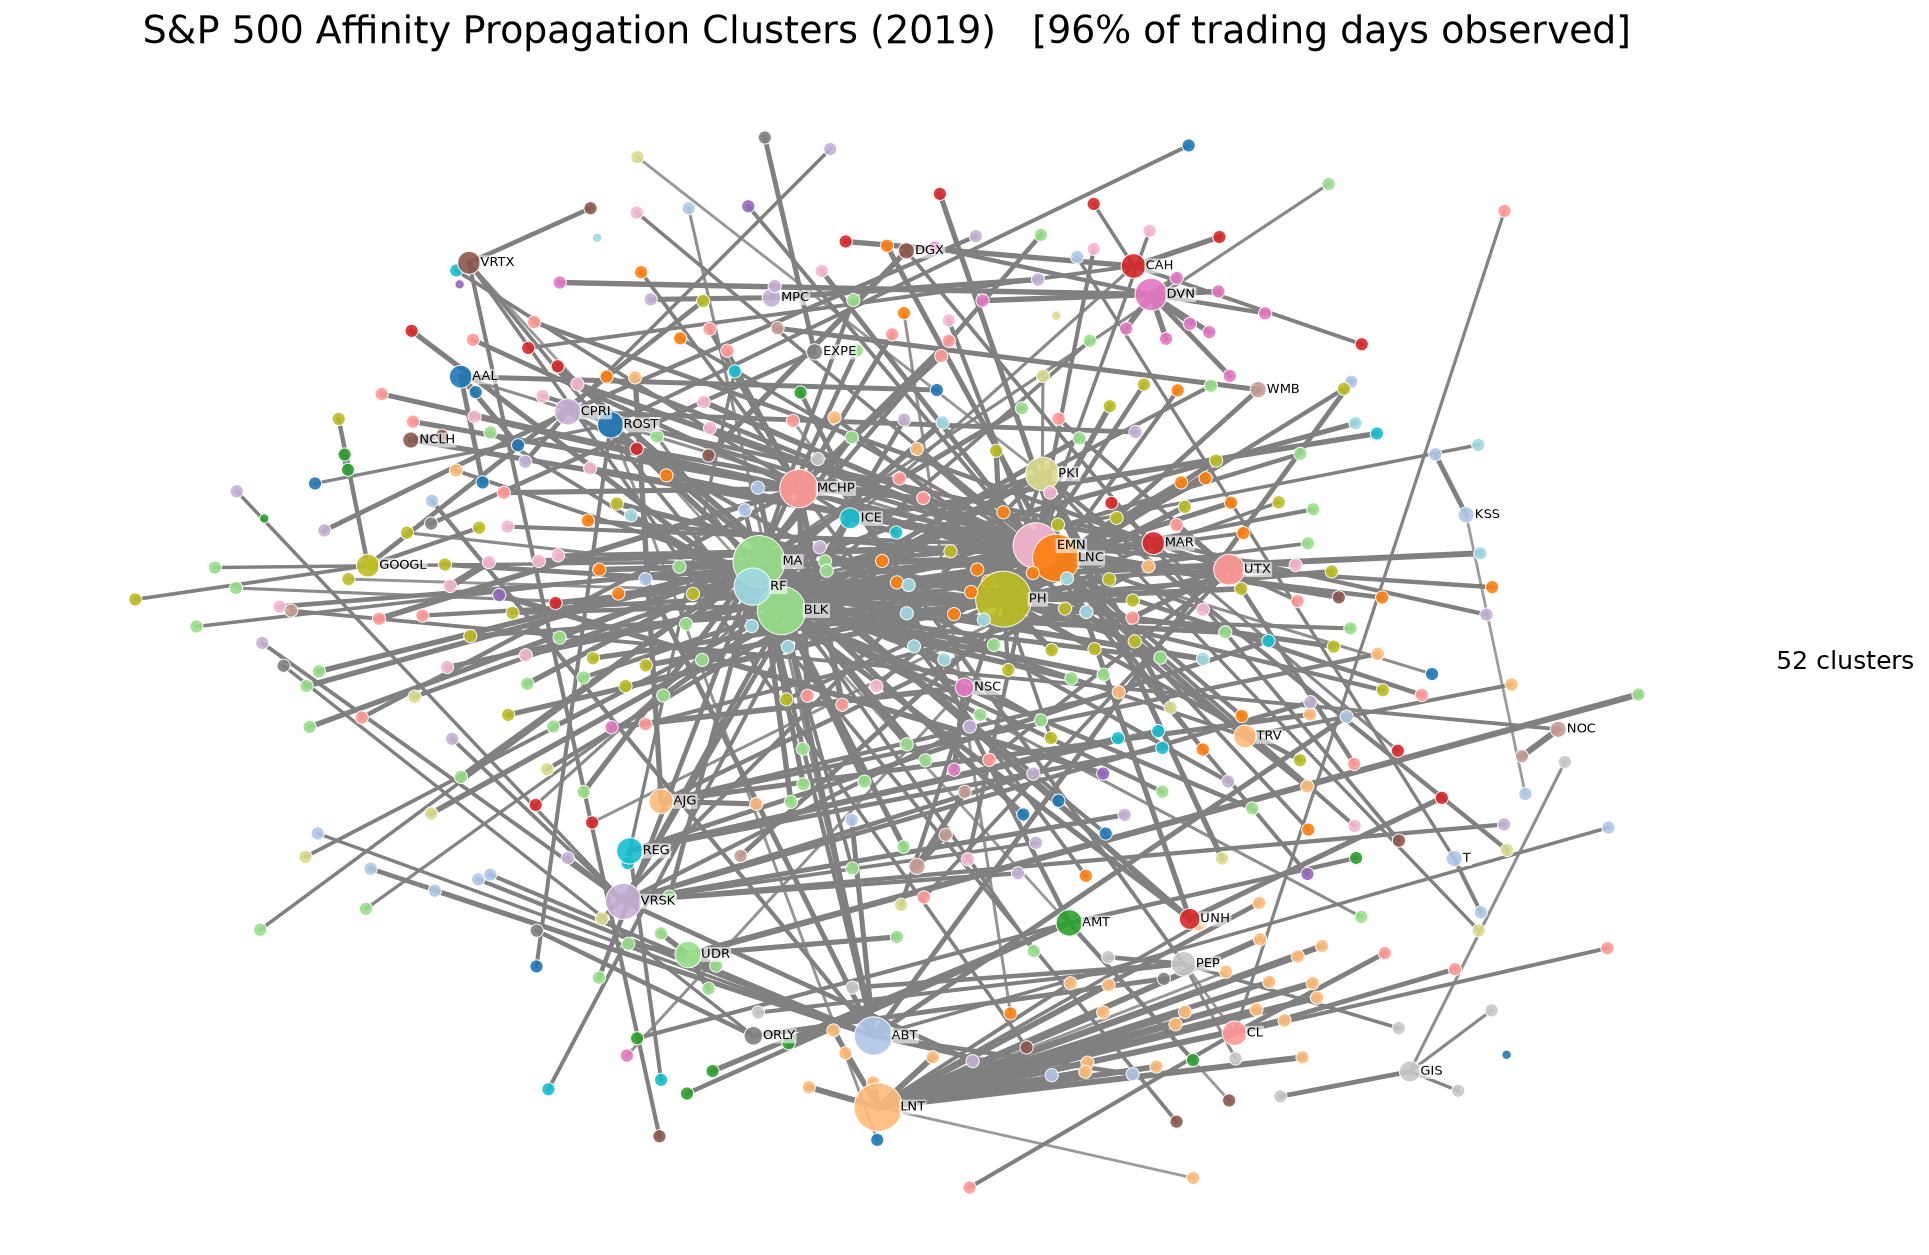 S&P 500 Affinity Propagation Clusters (2019)   [96% of trading days observed]
DGX
VRTX
CAH
DVN
MPC
EXPE
AAL
WMB
CPRI
ROST
NCLH
PKI
MCHP
KSS
ICE
MAR
EMN
LNC
MA
GOOGL
UTX
RF
PH
BLK
52 clusters
NSC
NOC
TRV
AJG
REG
T
VRSK
UNH
AMT
UDR
PEP
CL
ORLY
ABT
GIS
LNT